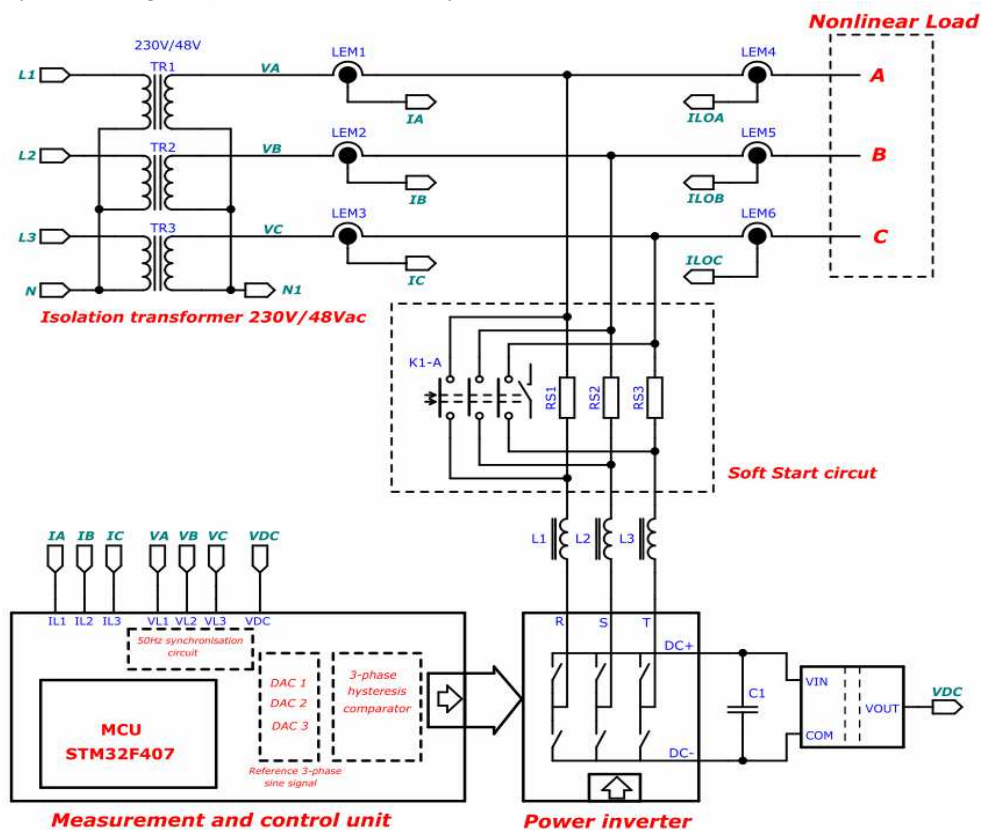 Nonlinear Load
230V/48V
L1
TR1
VA
LEM1
IA
LEM4
ILOA
A
L2
TR2
VB
LEM2
IB
LEM5
ILOB
B
L3
TR3
VC
LEM3
IC
LEM6
ILOC
C
N
N1
Isolation transformer 230V/48Vac
K1-A
RS1
RS2
RS3
Soft Start circut
L1
L2
L3
IA IB IC VA VB VC VDC
IL1 IL2 IL3 VL1 VL2 VL3 VDC
50Hz synchronisation
circuit
DAC 1
DAC 2
DAC 3
3-phase
hysteresis
comparator
MCU
STM32F407
Reference 3-phase
sine signal
Measurement and control unit
R S T
DC+
DC-
Power inverter
C1
VIN
COM
VOUT
VDC